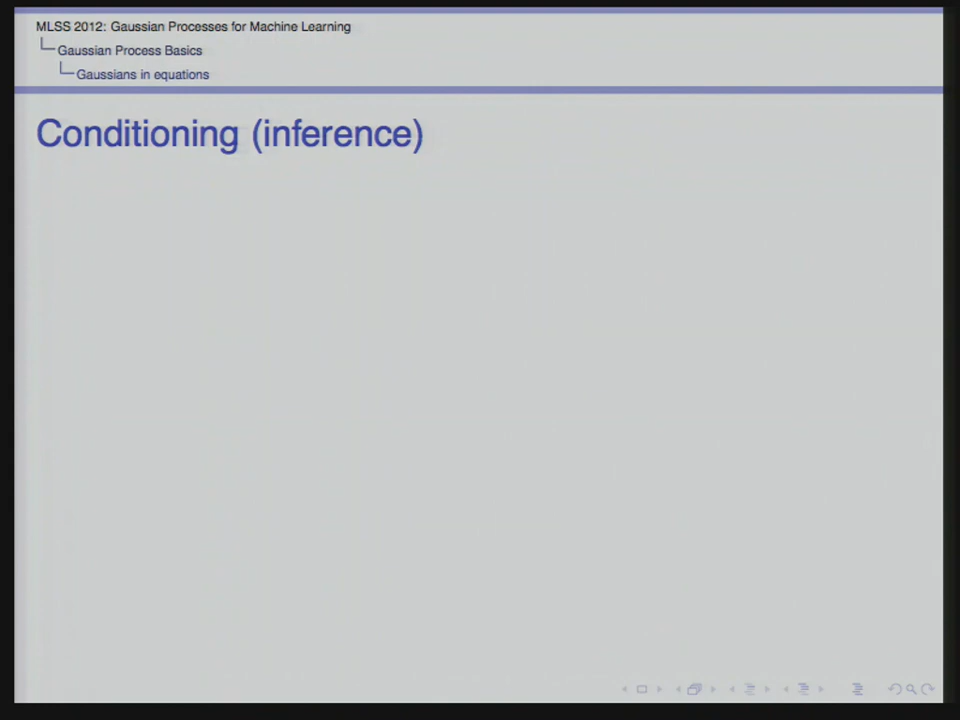 MLSS 2012: Gaussian Processes for Machine Learning
Gaussian Process Basics
Gaussians in equations
Conditioning (inference)